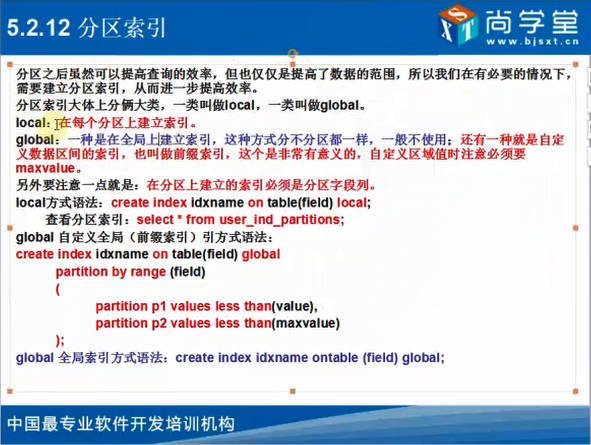 5.2.12 分区索引
尚学堂
www.bjsxt.com
SXT
分区之后虽然可以提高查询的效率，但也仅仅是提高了数据的范围，所以我们在有必要的情况下，
需要建立分区索引，从而进一步提高效率。
分区索引大体上分俩大类，一类叫做local，一类叫做global。
local：在每个分区上建立索引。
global：一种是在全局上建立索引，这种方式分不分区都一样，一般不使用；还有一种就是自定
义数据区间的索引，也叫做前缀索引，这个是非常有意义的，自定义区域值时注意必须要
maxvalue。
另外要注意一点就是：在分区上建立的索引必须是分区字段列。
local方式语法：create index idxname on table(field) local;
查看分区索引：select * from user_ind_partitions;
global 自定义全局（前缀索引）引方式语法：
create index idxname on table(field) global
partition by range (field)
(
partition p1 values less than(value),
partition p2 values less than(maxvalue)
);
global 全局索引方式语法：create index idxname ontable (field) global;
中国最专业软件开发培训机构